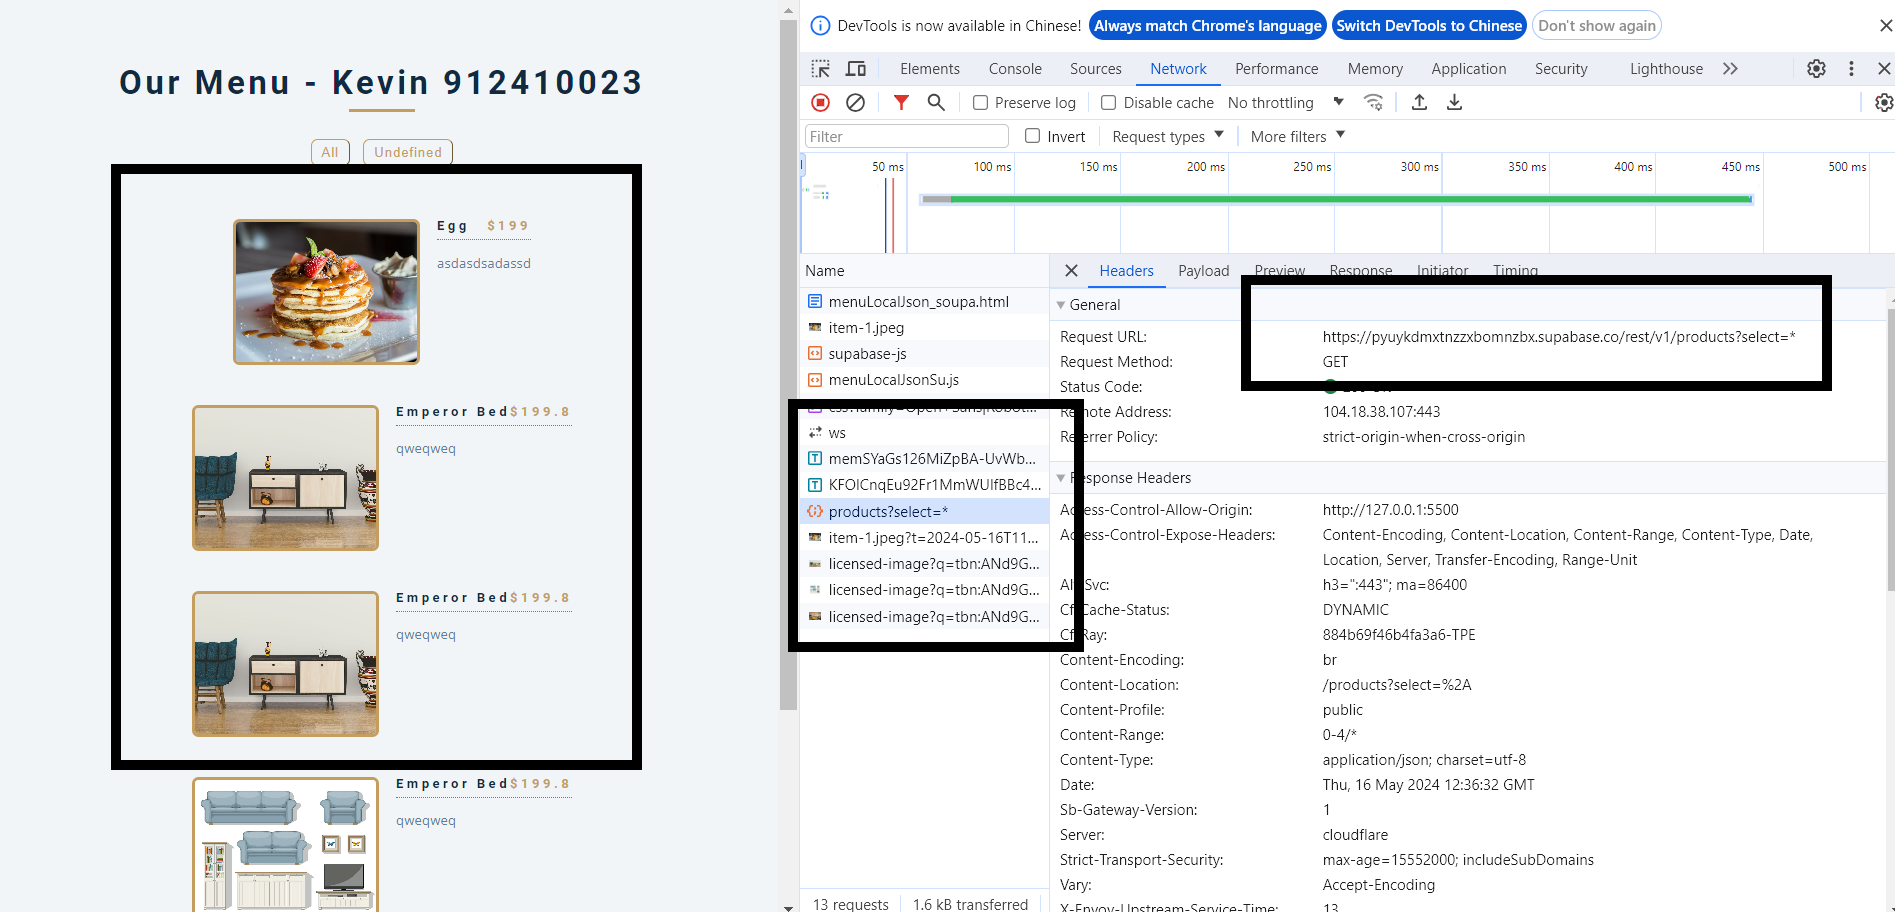 Our Menu - Kevin 912410023
All
Undefined
Egg $199
asdasdsadassd
Emperor Bed$199.8
qweqweq
Emperor Bed$199.8
qweqweq
Emperor Bed$199.8
qweqweq
DevTools is now available in Chinese! Always match Chrome's language Switch DevTools to Chinese Don't show again
Elements Console Sources Network Performance Memory Application Security Lighthouse
Preserve log Disable cache No throttling
Filter Invert Request types More filters
50 ms 100 ms 150 ms 200 ms 250 ms 300 ms 350 ms 400 ms 450 ms 500 ms
Name
menuLocalJson_soupa.html
item-1.jpeg
supabase-js
menuLocalJsonSu.js
ws
memSYaGs126MiZpBA-UvWb...
KFOlCnqEu92Fr1MmWUlfBBc4...
products?select=*
item-1.jpeg?t=2024-05-16T11...
licensed-image?q=tbn:ANd9G...
licensed-image?q=tbn:ANd9G...
licensed-image?q=tbn:ANd9G...
13 requests 1.6 kB transferred
Headers Payload Preview Response Initiator Timing
General
Request URL: https://pyuykdmxtnzzxbomnzbx.supabase.co/rest/v1/products?select=*
Request Method: GET
Status Code:
Remote Address: 104.18.38.107:443
Referrer Policy: strict-origin-when-cross-origin
Response Headers
Access-Control-Allow-Origin: http://127.0.0.1:5500
Access-Control-Expose-Headers: Content-Encoding, Content-Location, Content-Range, Content-Type, Date,
Location, Server, Transfer-Encoding, Range-Unit
Alt-Svc: h3=":443"; ma=86400
Cf-Cache-Status: DYNAMIC
Cf-Ray: 884b69f46b4fa3a6-TPE
Content-Encoding: br
Content-Location: /products?select=%2A
Content-Profile: public
Content-Range: 0-4/*
Content-Type: application/json; charset=utf-8
Date: Thu, 16 May 2024 12:36:32 GMT
Sb-Gateway-Version: 1
Server: cloudflare
Strict-Transport-Security: max-age=15552000; includeSubDomains
Vary: Accept-Encoding
X-Envoy-Upstream-Service-Time: 13